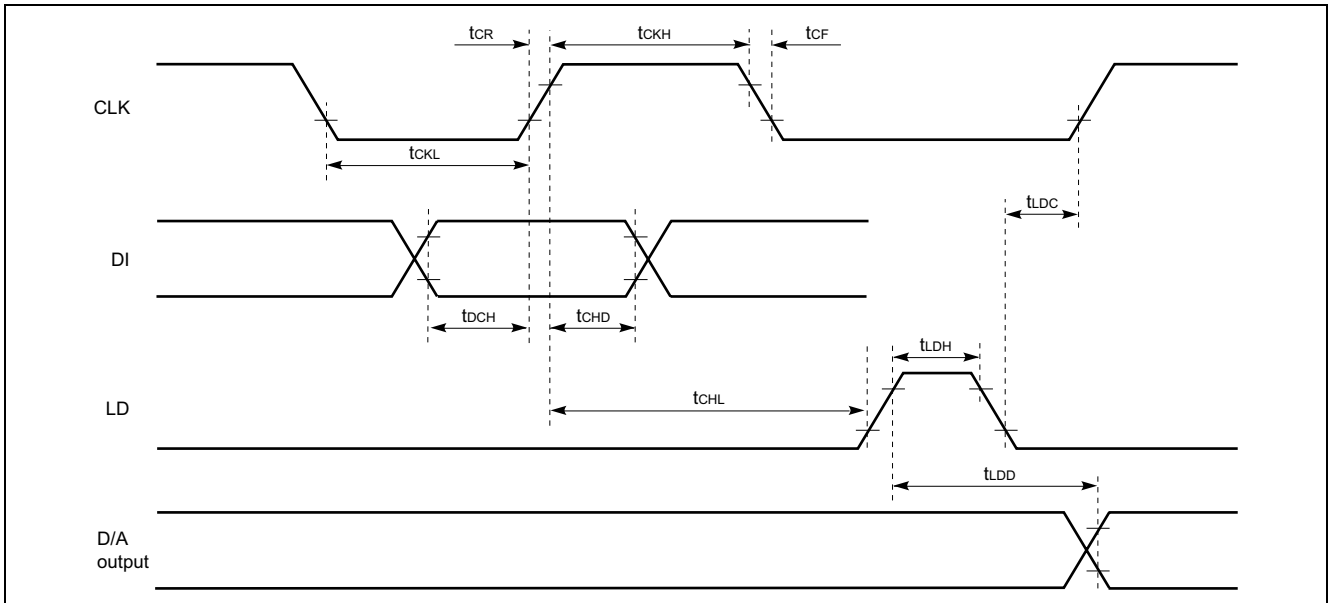 tCR
tCKH
tCF
CLK
tCKL
tLDC
DI
tDCH
tCHD
tLDH
tCHL
LD
tLDD
D/A
output